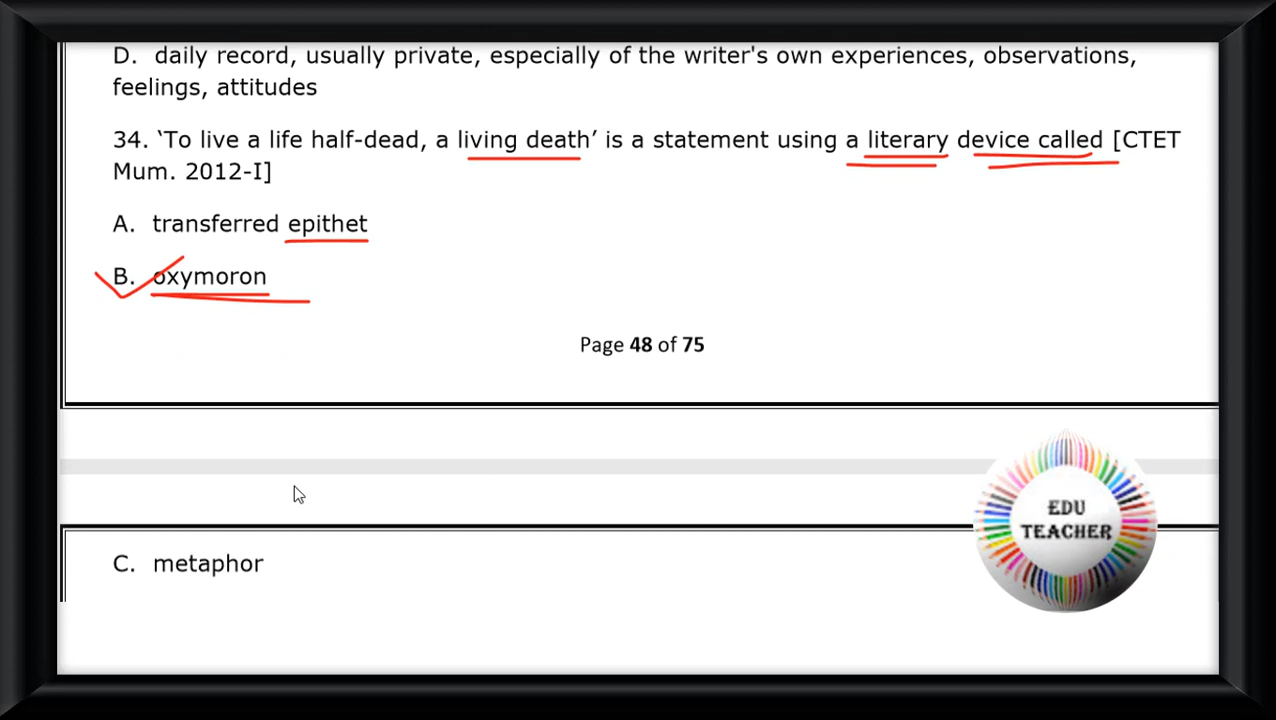 D. daily record, usually private, especially of the writer's own experiences, observations,
feelings, attitudes
34. ‘To live a life half-dead, a living death’ is a statement using a literary device called [CTET
Mum. 2012-I]
A. transferred epithet
B. oxymoron
Page 48 of 75
EDU
TEACHER
C. metaphor